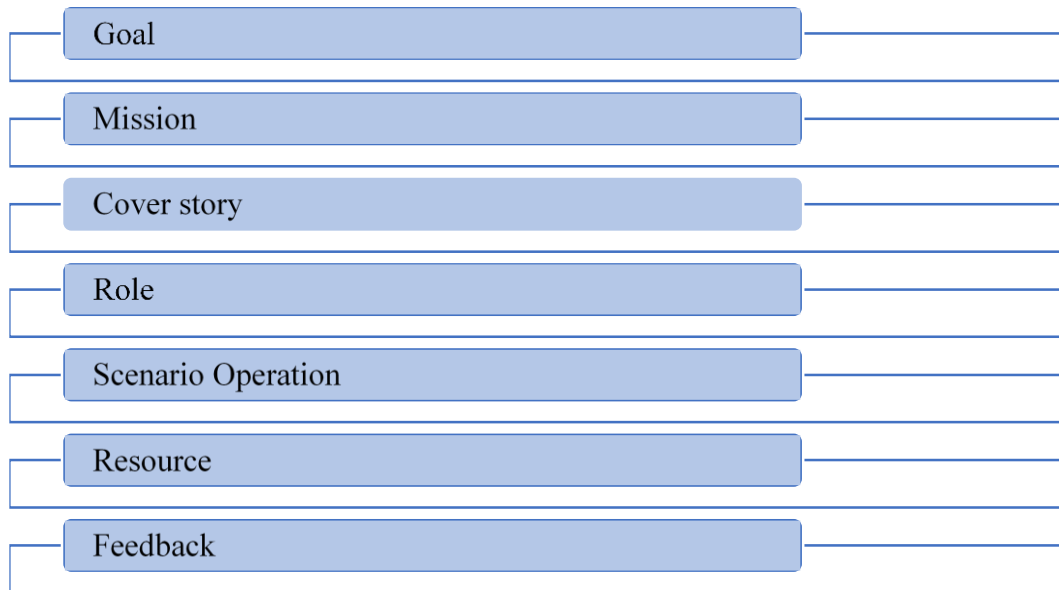 Goal
Mission
Cover story
Role
Scenario Operation
Resource
Feedback